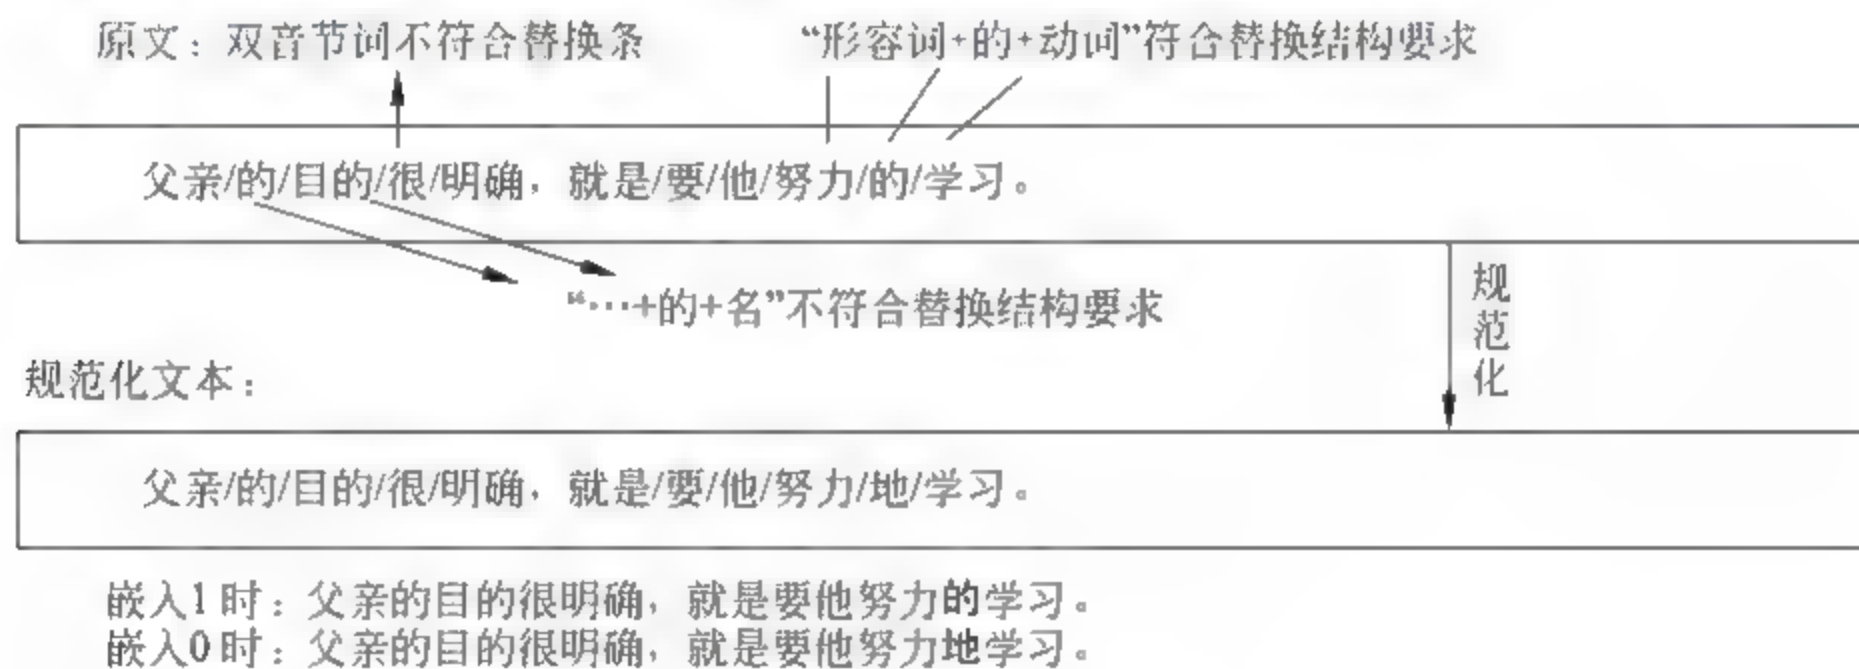 原文：双音节词不符合替换条
“形容词+的+动词”符合替换结构要求
父亲/的/目的/很/明确，就是/要/他/努力/的/学习。
“…+的+名”不符合替换结构要求
规范化
规范化文本：
父亲/的/目的/很/明确，就是/要/他/努力/地/学习。
嵌入1时：父亲的目的很明确，就是要他努力的学习。
嵌入0时：父亲的目的很明确，就是要他努力地学习。